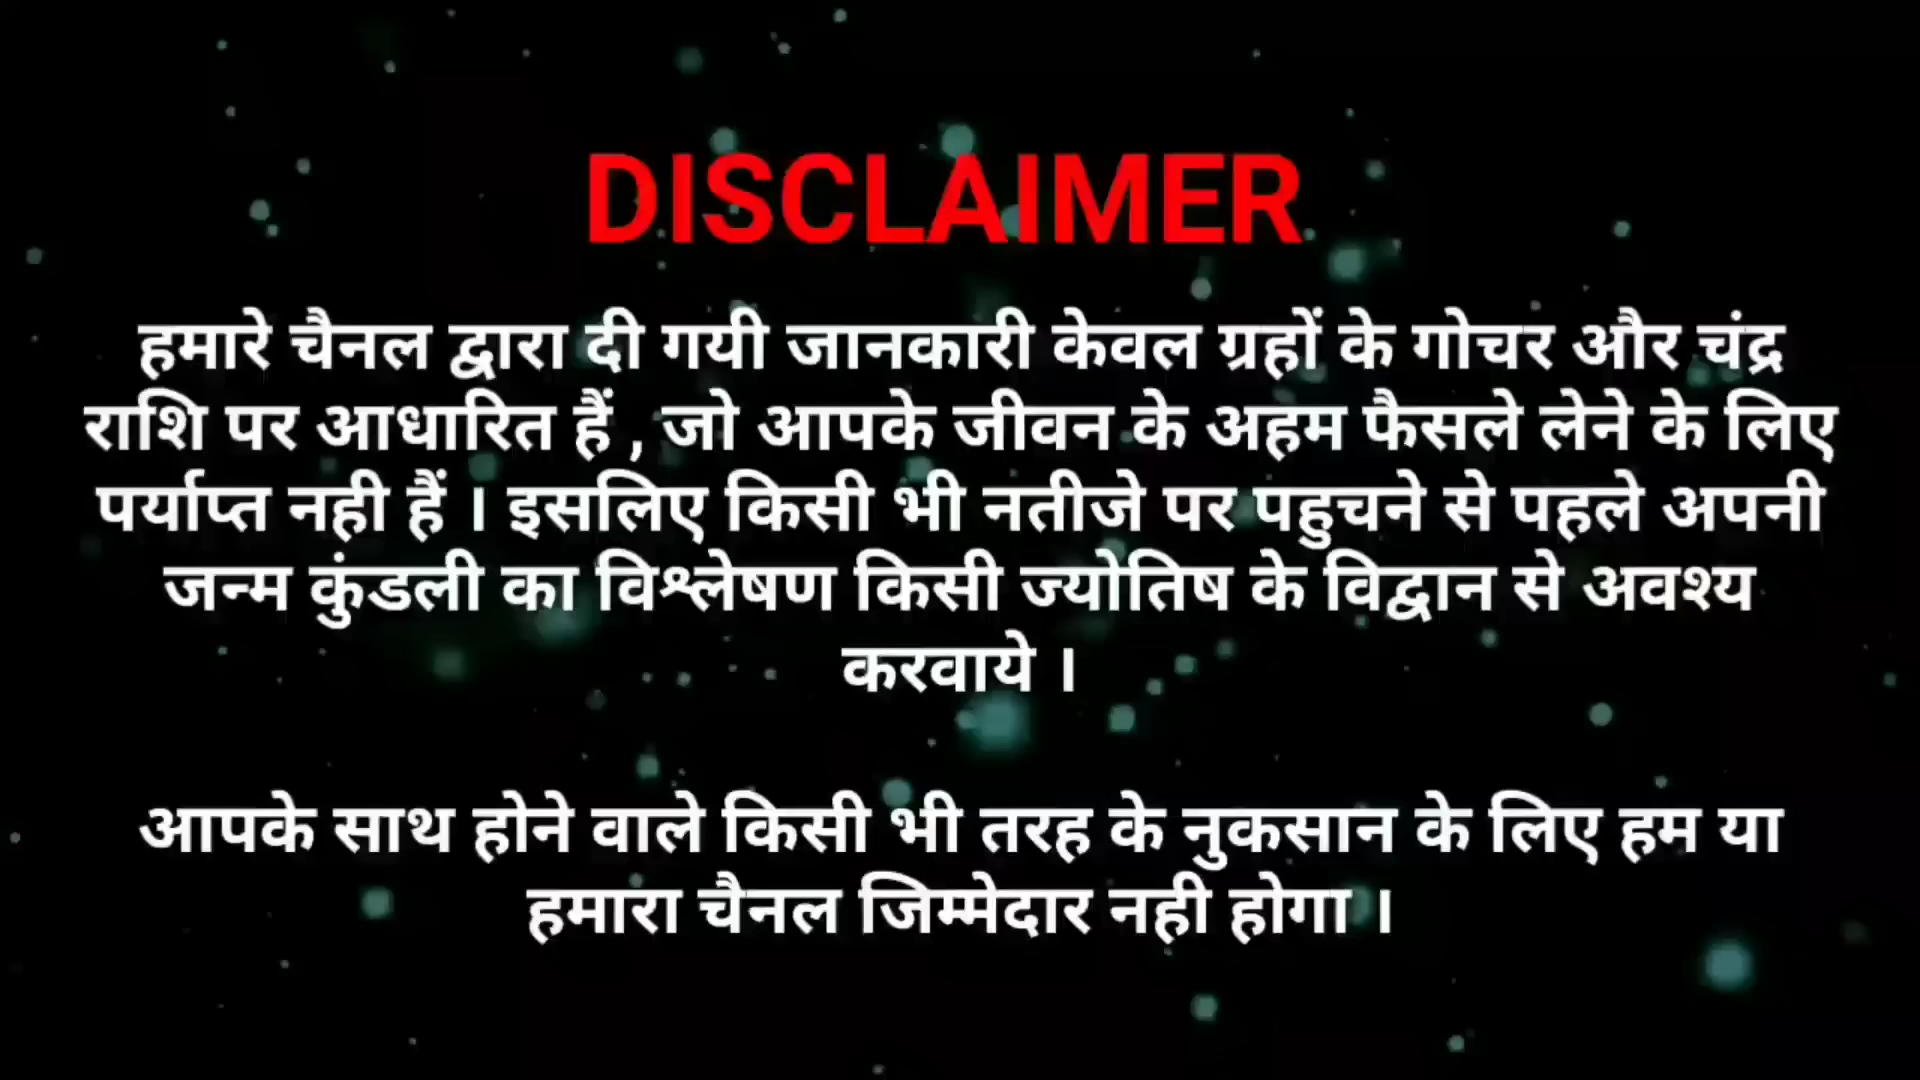 DISCLAIMER
हमारे चैनल द्वारा दी गयी जानकारी केवल ग्रहों के गोचर और चंद्र
राशि पर आधारित हैं , जो आपके जीवन के अहम फैसले लेने के लिए
पर्याप्त नही हैं । इसलिए किसी भी नतीजे पर पहुचने से पहले अपनी
जन्म कुंडली का विश्लेषण किसी ज्योतिष के विद्वान से अवश्य
करवाये ।
आपके साथ होने वाले किसी भी तरह के नुकसान के लिए हम या
हमारा चैनल जिम्मेदार नही होगा ।